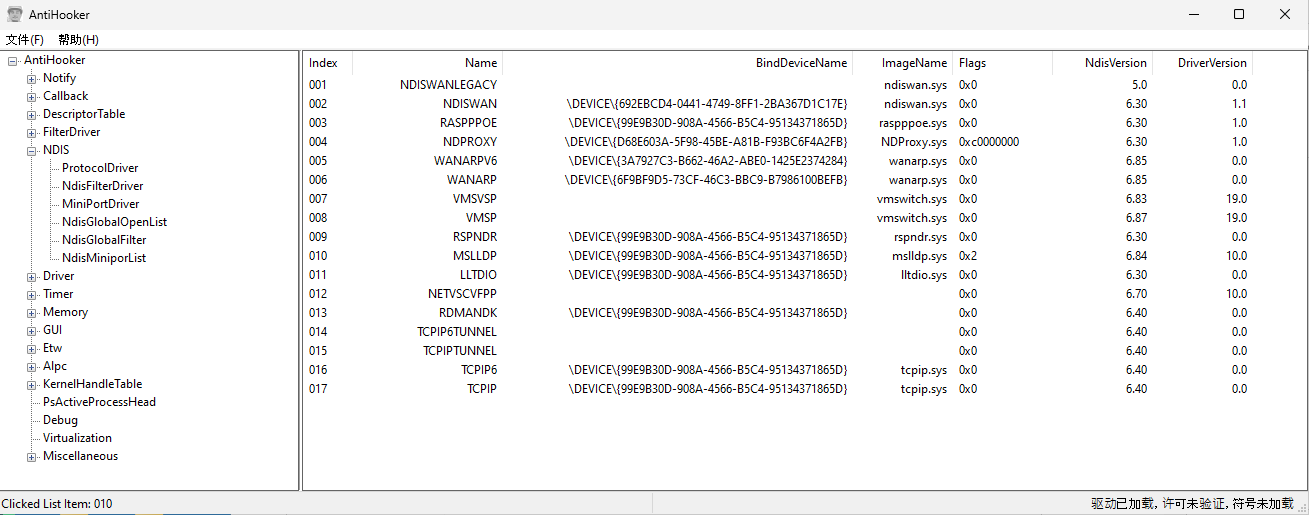 AntiHooker
文件(F) 帮助(H)
AntiHooker
Notify
Callback
DescriptorTable
FilterDriver
NDIS
ProtocolDriver
NdisFilterDriver
MiniPortDriver
NdisGlobalOpenList
NdisGlobalFilter
NdisMiniporList
Driver
Timer
Memory
GUI
Etw
Alpc
KernelHandleTable
PsActiveProcessHead
Debug
Virtualization
Miscellaneous
Index Name BindDeviceName ImageName Flags NdisVersion DriverVersion
001 NDISWANLEGACY ndiswan.sys 0x0 5.0 0.0
002 NDISWAN \DEVICE\{692EBCD4-0441-4749-8FF1-2BA367D1C17E} ndiswan.sys 0x0 6.30 1.1
003 RASPPPOE \DEVICE\{99E9B30D-908A-4566-B5C4-95134371865D} raspppoe.sys 0x0 6.30 1.0
004 NDPROXY \DEVICE\{D68E603A-5F98-45BE-A81B-F93BC6F4A2FB} NDProxy.sys 0xc0000000 6.30 1.0
005 WANARPV6 \DEVICE\{3A7927C3-B662-46A2-ABE0-1425E2374284} wanarp.sys 0x0 6.85 0.0
006 WANARP \DEVICE\{6F9BF9D5-73CF-46C3-BBC9-B7986100BEFB} wanarp.sys 0x0 6.85 0.0
007 VMSVSP vmswitch.sys 0x0 6.83 19.0
008 VMSP vmswitch.sys 0x0 6.87 19.0
009 RSPNDR \DEVICE\{99E9B30D-908A-4566-B5C4-95134371865D} rspndr.sys 0x0 6.30 0.0
010 MSLLDP \DEVICE\{99E9B30D-908A-4566-B5C4-95134371865D} mslldp.sys 0x2 6.84 10.0
011 LLTDIO \DEVICE\{99E9B30D-908A-4566-B5C4-95134371865D} lltdio.sys 0x0 6.30 0.0
012 NETVSCVFPP 0x0 6.70 10.0
013 RDMANDK \DEVICE\{99E9B30D-908A-4566-B5C4-95134371865D} 0x0 6.40 0.0
014 TCPIP6TUNNEL 0x0 6.40 0.0
015 TCPIPTUNNEL 0x0 6.40 0.0
016 TCPIP6 \DEVICE\{99E9B30D-908A-4566-B5C4-95134371865D} tcpip.sys 0x0 6.40 0.0
017 TCPIP \DEVICE\{99E9B30D-908A-4566-B5C4-95134371865D} tcpip.sys 0x0 6.40 0.0
Clicked List Item: 010
驱动已加载, 许可未验证, 符号未加载